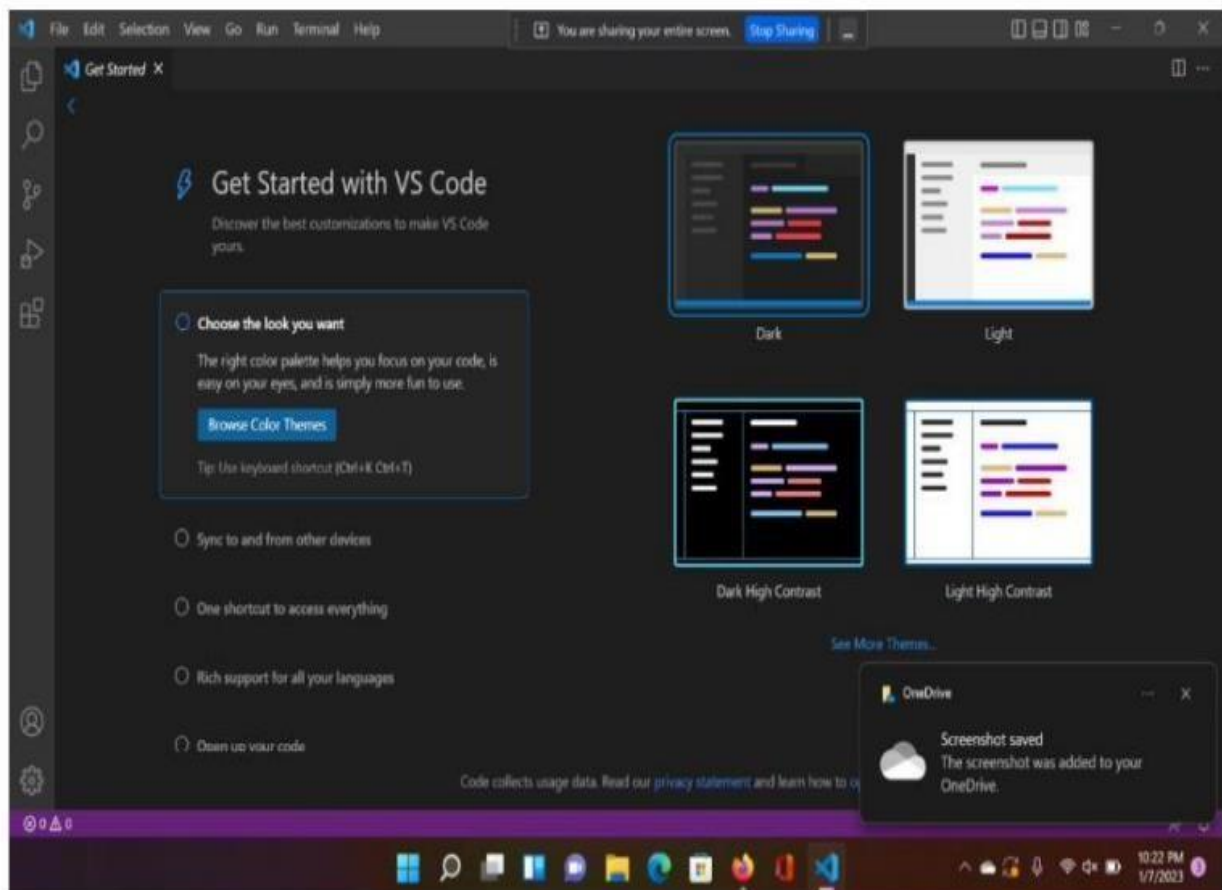 File Edit Selection View Go Run Terminal Help
You are sharing your entire screen. Stop Sharing
Get Started
Get Started with VS Code
Discover the best customizations to make VS Code
yours.
Choose the look you want
The right color palette helps you focus on your code, is
easy on your eyes, and is simply more fun to use.
Browse Color Themes
Tip: Use keyboard shortcut (Ctrl+K Ctrl+T)
Sync to and from other devices
One shortcut to access everything
Rich support for all your languages
Open up your code
Dark
Light
Dark High Contrast
Light High Contrast
See More Themes...
Code collects usage data. Read our privacy statement and learn how to
OneDrive
Screenshot saved
The screenshot was added to your
OneDrive.
0 0
10:22 PM
1/7/2023